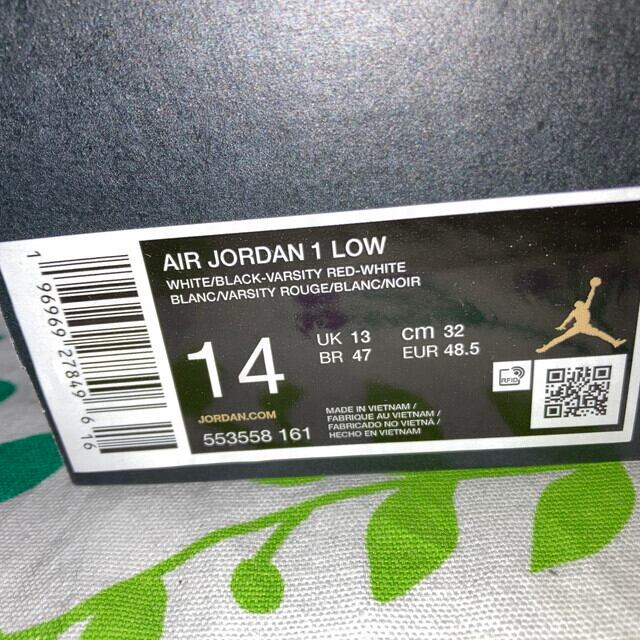 AIR JORDAN 1 LOW
WHITE/BLACK-VARSITY RED-WHITE
BLANC/VARSITY ROUGE/BLANC/NOIR
14
UK 13 cm 32
BR 47 EUR 48.5
RFID
JORDAN.COM
553558 161
MADE IN VIETNAM /
FABRIQUE AU VIETNAM /
FABRICADO NO VIETNÃ /
HECHO EN VIETNAM
1 96969 27849 6 16